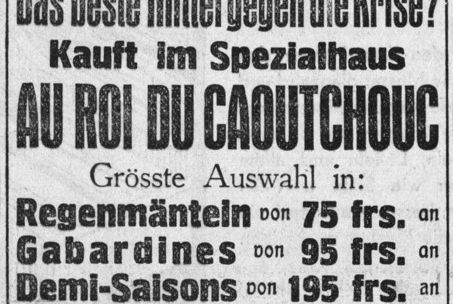 Das beste Mittel gegen die Krise?
Kauft im Spezialhaus
AU ROI DU CAOUTCHOUC
Grösste Auswahl in:
Regenmänteln von 75 frs. an
Gabardines von 95 frs. an
Demi-Saisons von 195 frs. an